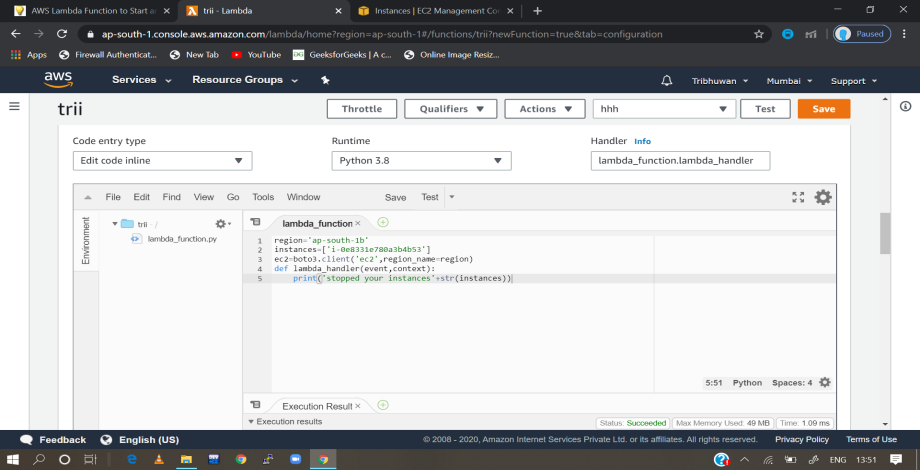 AWS Lambda Function to Start a
trii - Lambda
Instances | EC2 Management Co
ap-south-1.console.aws.amazon.com/lambda/home?region=ap-south-1#/functions/trii?newFunction=true&tab=configuration
Paused
Apps
Firewall Authenticat...
New Tab
YouTube
GeeksforGeeks | A c...
Online Image Resiz...
aws
Services
Resource Groups
Tribhuwan
Mumbai
Support
trii
Throttle
Qualifiers
Actions
hhh
Test
Save
Code entry type
Runtime
Handler Info
Edit code inline
Python 3.8
lambda_function.lambda_handler
File Edit Find View Go Tools Window Save Test
Environment
trii - /
lambda_function.py
lambda_function
1 region='ap-south-1b'
2 instances=['i-0e8331e780a3b4b53']
3 ec2=boto3.client('ec2',region_name=region)
4 def lambda_handler(event,context):
5 print('stopped your instances'+str(instances))
5:51 Python Spaces: 4
Execution Result
Execution results
Status: Succeeded
Max Memory Used: 49 MB
Time: 1.09 ms
Feedback
English (US)
© 2008 - 2020, Amazon Internet Services Private Ltd. or its affiliates. All rights reserved.
Privacy Policy
Terms of Use
ENG
13:51